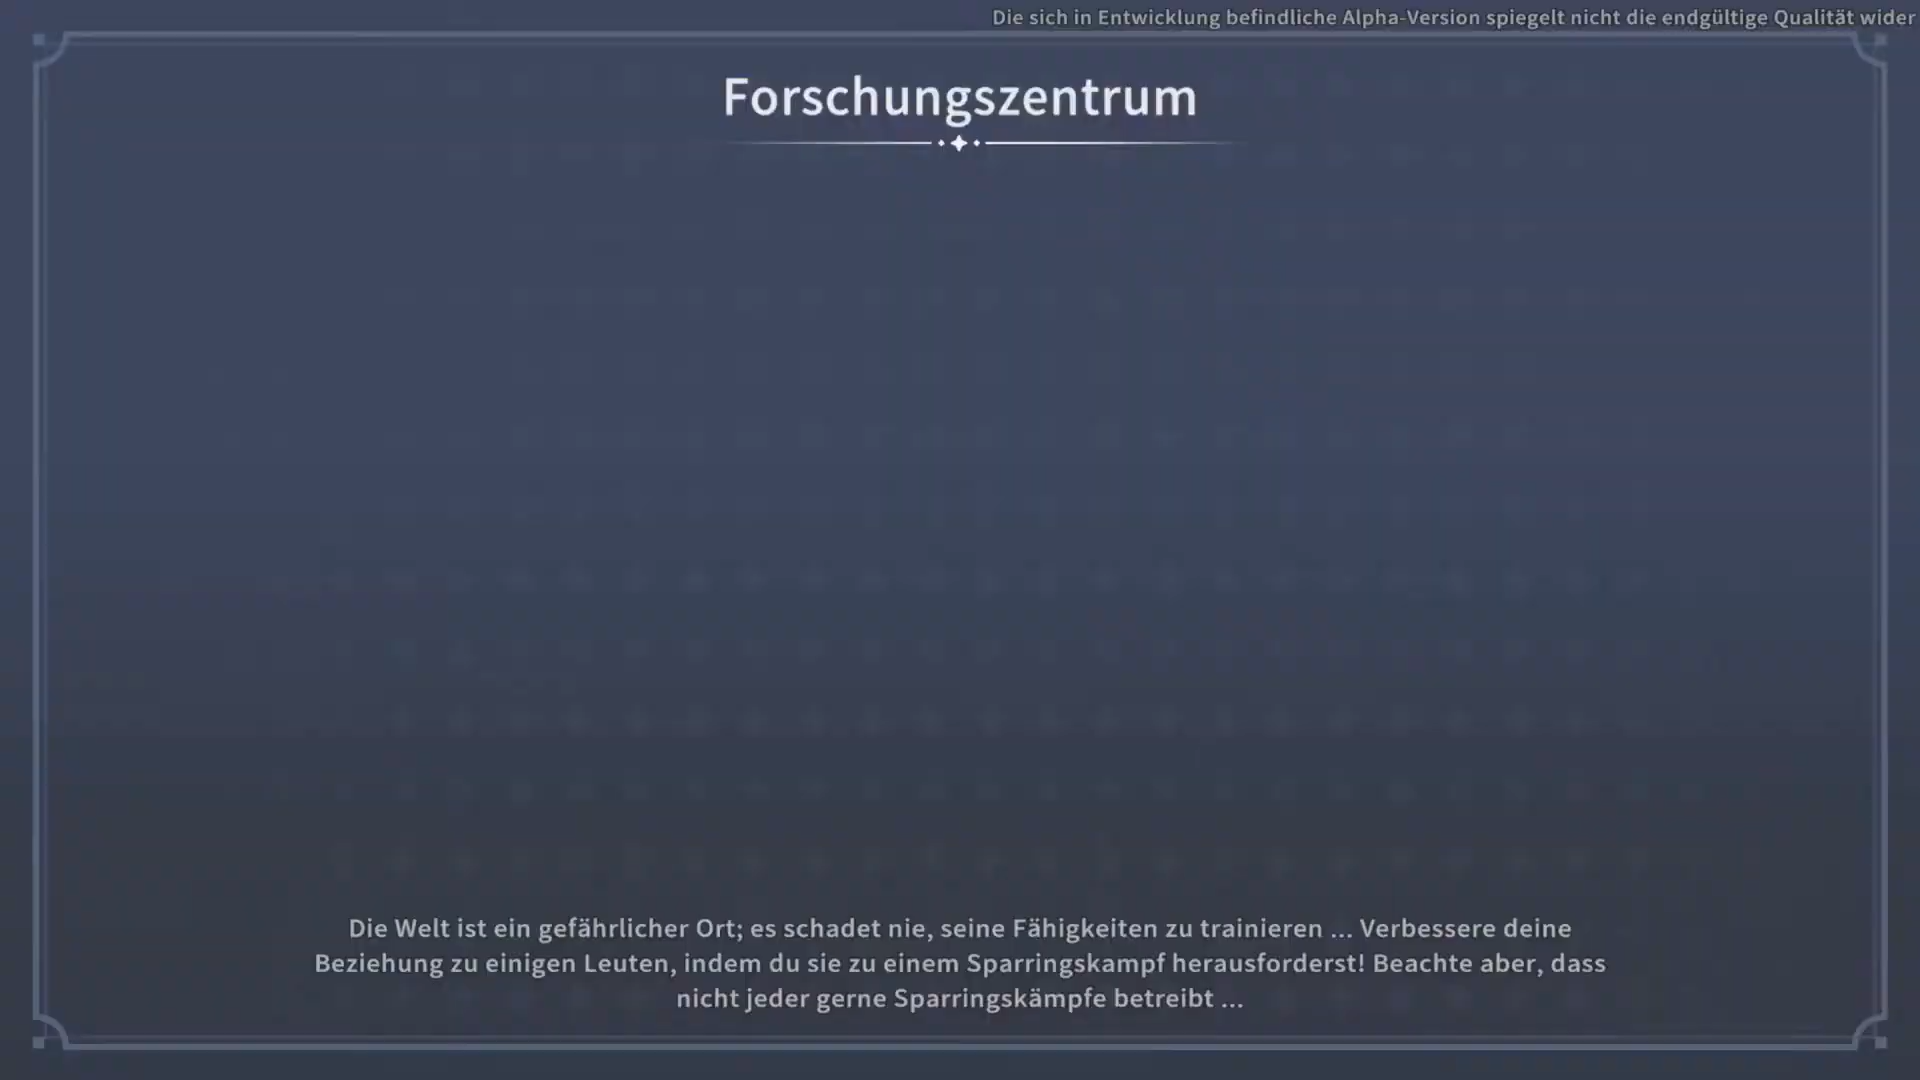 Die sich in Entwicklung befindliche Alpha-Version spiegelt nicht die endgültige Qualität wider
Forschungszentrum
Die Welt ist ein gefährlicher Ort; es schadet nie, seine Fähigkeiten zu trainieren ... Verbessere deine
Beziehung zu einigen Leuten, indem du sie zu einem Sparringskampf herausforderst! Beachte aber, dass
nicht jeder gerne Sparringskämpfe betreibt ...